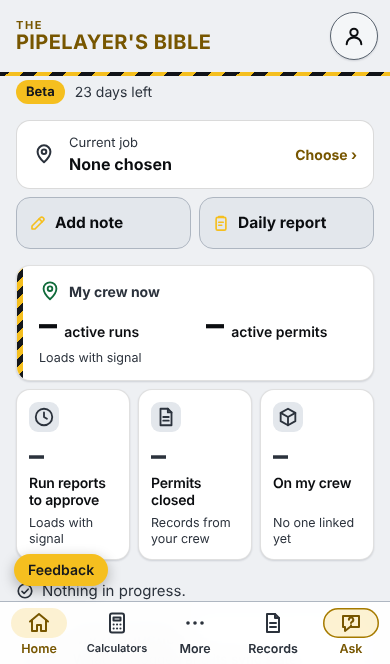 THE
PIPELAYER'S BIBLE
Beta 23 days left
Current job
None chosen
Choose ›
Add note
Daily report
My crew now
– active runs
– active permits
Loads with signal
–
Run reports
to approve
Loads with
signal
–
Permits
closed
Records from
your crew
–
On my crew
No one linked
yet
Feedback
Nothing in progress.
Home
Calculators
More
Records
Ask